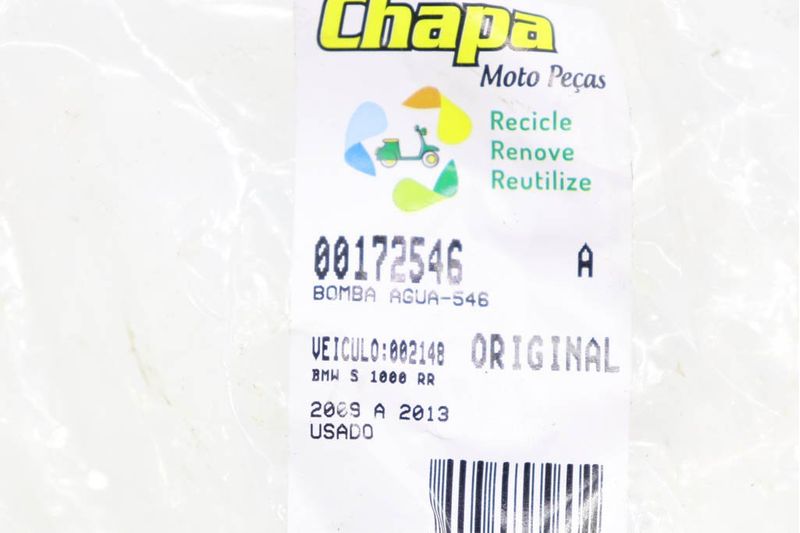 Chapa
Moto Peças
Recicle
Renove
Reutilize
00172546 A
BOMBA AGUA-546
VEICULO:002148 ORIGINAL
BMW S 1000 RR
2009 A 2013
USADO